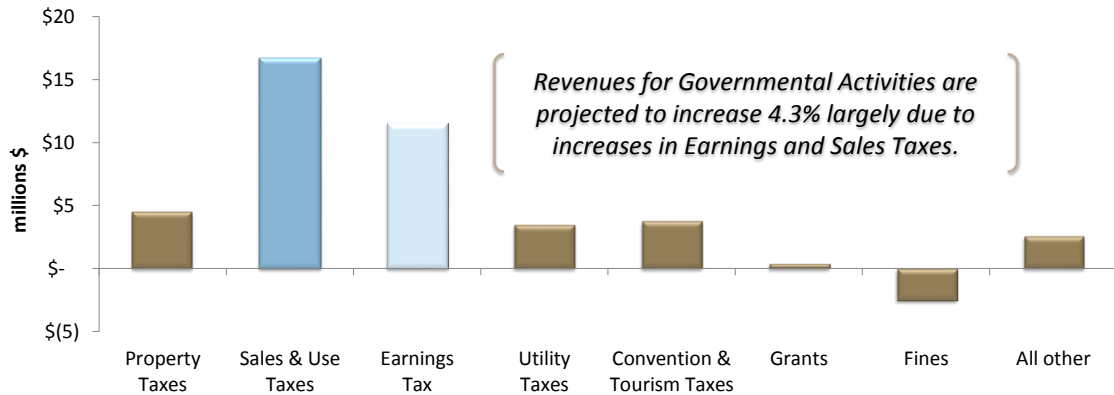 $20
$15
$10
$5
$-
$(5)
millions $
Revenues for Governmental Activities are
projected to increase 4.3% largely due to
increases in Earnings and Sales Taxes.
Property
Taxes
Sales & Use
Taxes
Earnings
Tax
Utility
Taxes
Convention &
Tourism Taxes
Grants
Fines
All other